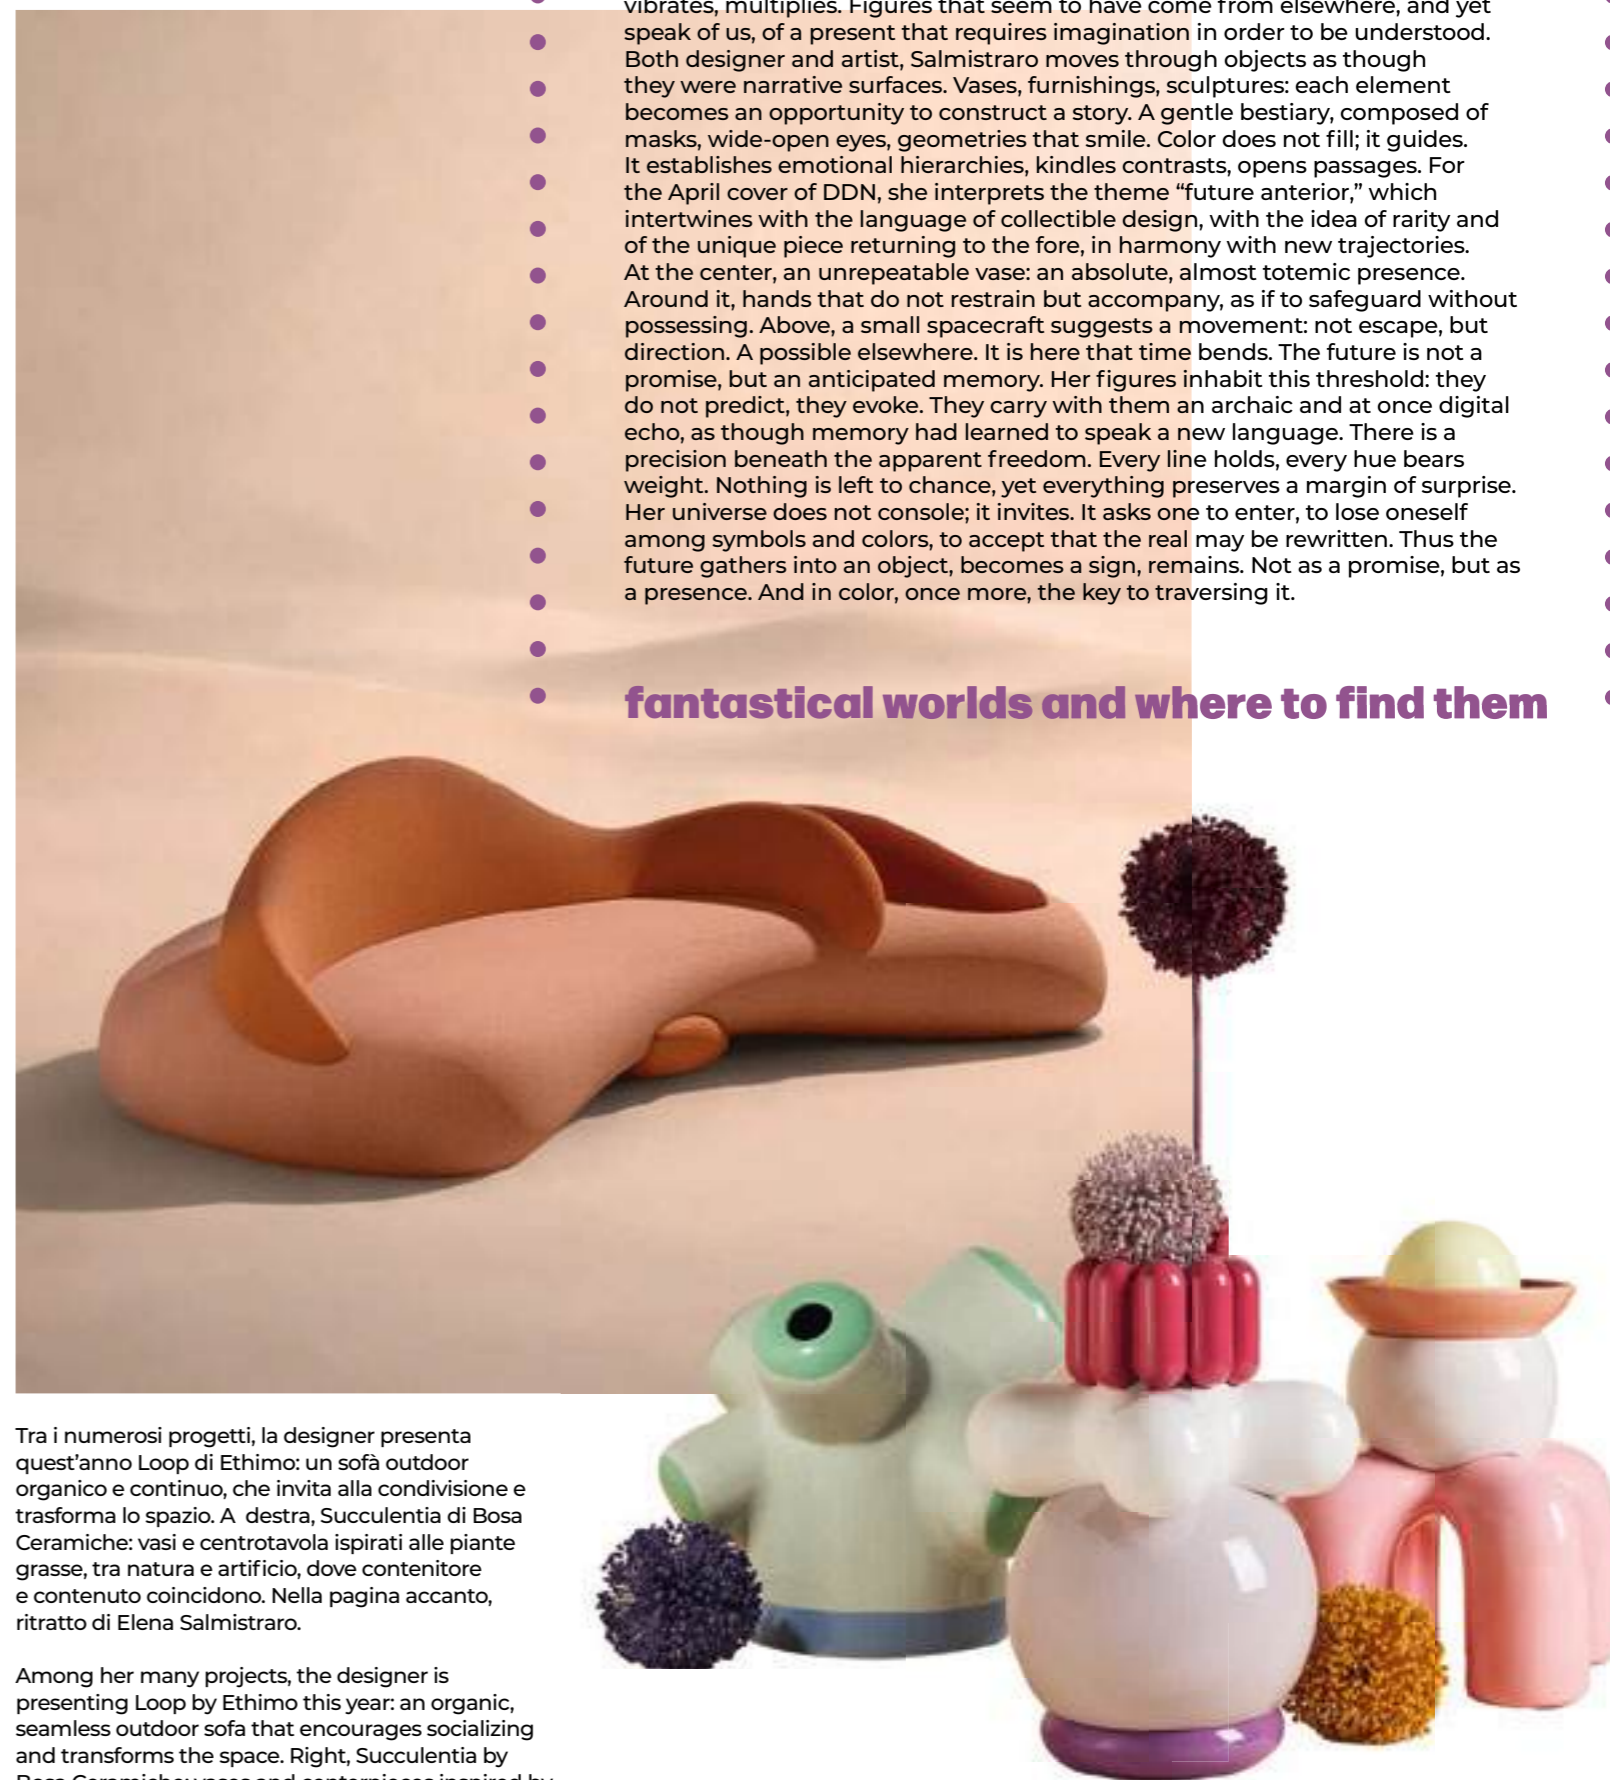 vibrates, multiplies. Figures that seem to have come from elsewhere, and yet
speak of us, of a present that requires imagination in order to be understood.
Both designer and artist, Salmistraro moves through objects as though
they were narrative surfaces. Vases, furnishings, sculptures: each element
becomes an opportunity to construct a story. A gentle bestiary, composed of
masks, wide-open eyes, geometries that smile. Color does not fill; it guides.
It establishes emotional hierarchies, kindles contrasts, opens passages. For
the April cover of DDN, she interprets the theme “future anterior,” which
intertwines with the language of collectible design, with the idea of rarity and
of the unique piece returning to the fore, in harmony with new trajectories.
At the center, an unrepeatable vase: an absolute, almost totemic presence.
Around it, hands that do not restrain but accompany, as if to safeguard without
possessing. Above, a small spacecraft suggests a movement: not escape, but
direction. A possible elsewhere. It is here that time bends. The future is not a
promise, but an anticipated memory. Her figures inhabit this threshold: they
do not predict, they evoke. They carry with them an archaic and at once digital
echo, as though memory had learned to speak a new language. There is a
precision beneath the apparent freedom. Every line holds, every hue bears
weight. Nothing is left to chance, yet everything preserves a margin of surprise.
Her universe does not console; it invites. It asks one to enter, to lose oneself
among symbols and colors, to accept that the real may be rewritten. Thus the
future gathers into an object, becomes a sign, remains. Not as a promise, but as
a presence. And in color, once more, the key to traversing it.
fantastical worlds and where to find them
Tra i numerosi progetti, la designer presenta
quest’anno Loop di Ethimo: un sofà outdoor
organico e continuo, che invita alla condivisione e
trasforma lo spazio. A destra, Succulentia di Bosa
Ceramiche: vasi e centrotavola ispirati alle piante
grasse, tra natura e artificio, dove contenitore
e contenuto coincidono. Nella pagina accanto,
ritratto di Elena Salmistraro.
Among her many projects, the designer is
presenting Loop by Ethimo this year: an organic,
seamless outdoor sofa that encourages socializing
and transforms the space. Right, Succulentia by
Bosa Ceramiche: vases and centerpieces inspired by